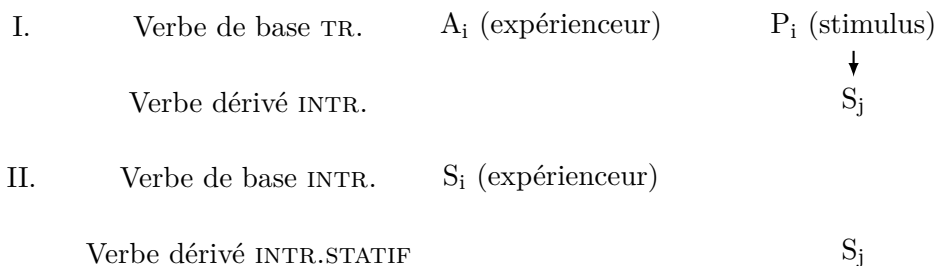 I. Verbe de base TR. Aᵢ (expérienceur) Pᵢ (stimulus)
Verbe dérivé INTR. Sⱼ
II. Verbe de base INTR. Sᵢ (expérienceur)
Verbe dérivé INTR.STATIF Sⱼ